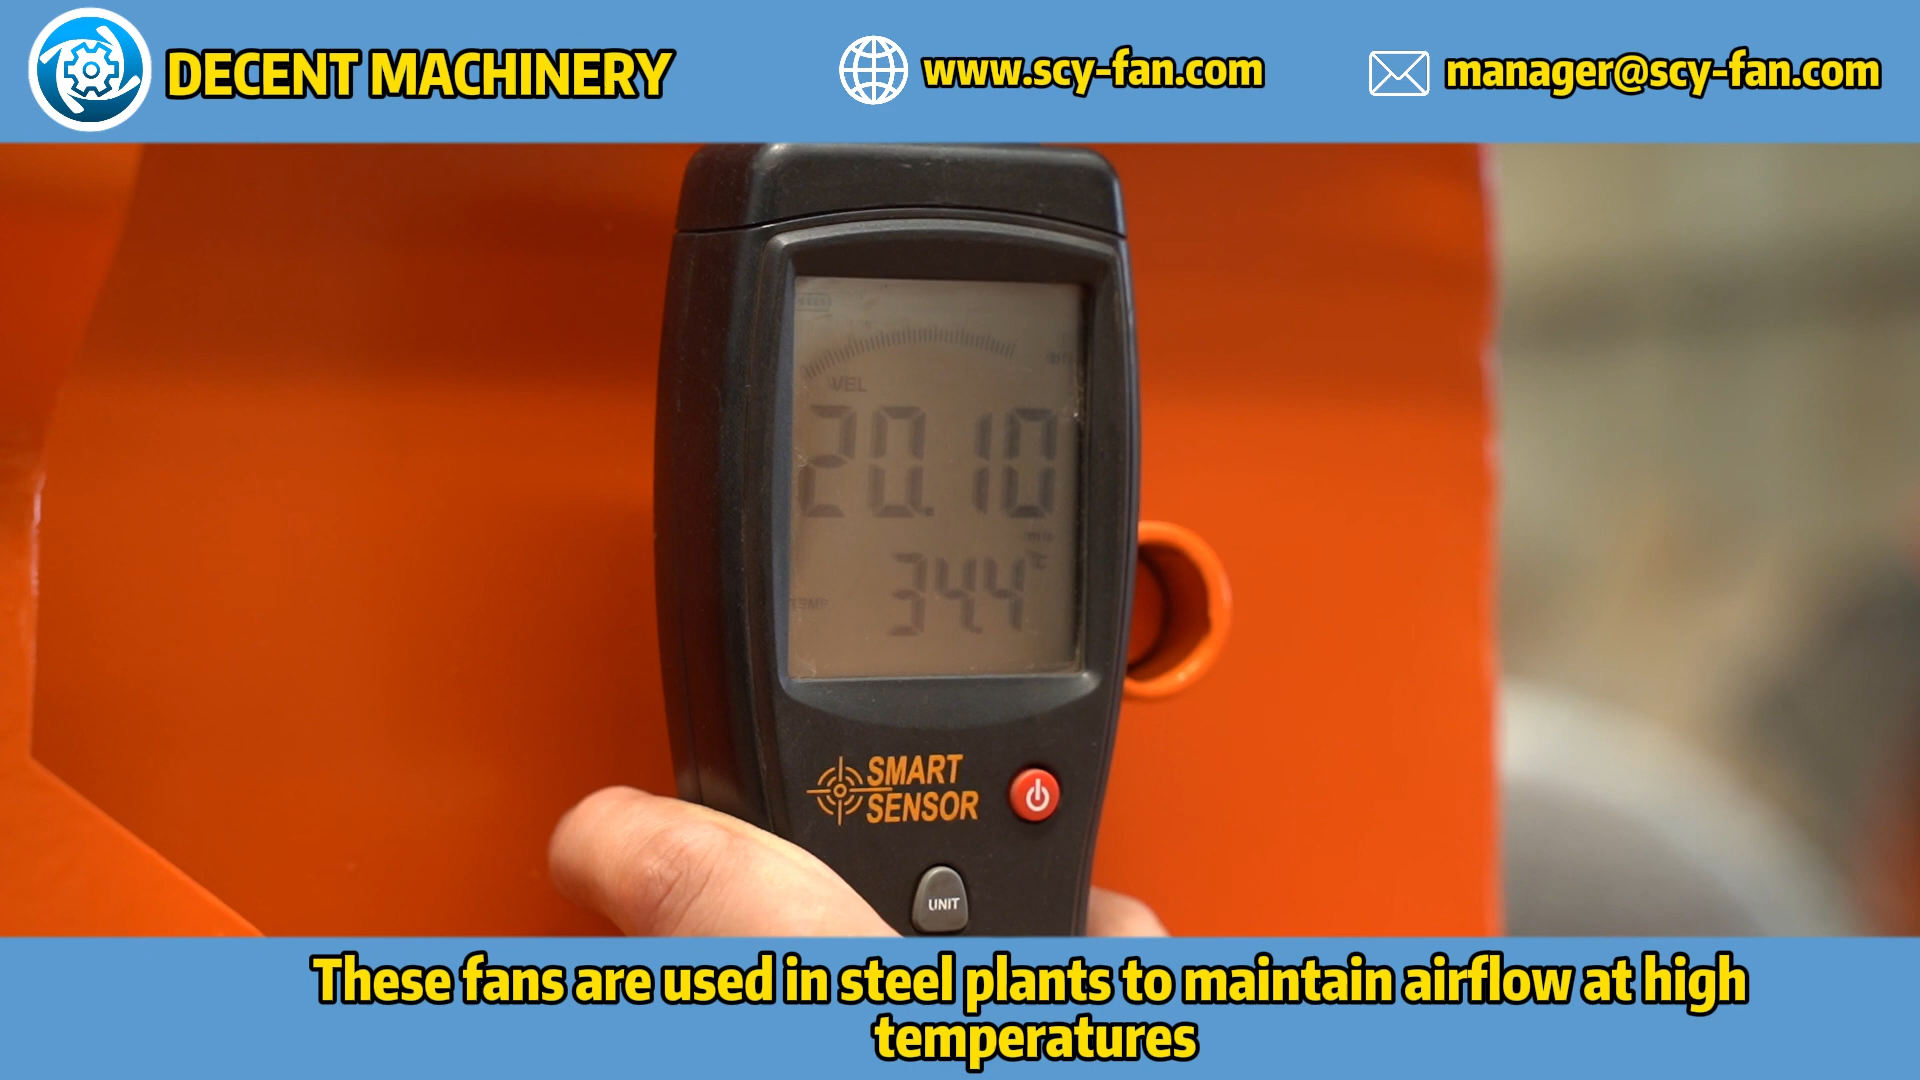 DECENT MACHINERY
www.scy-fan.com
manager@scy-fan.com
VEL
20.10
m/s
34.4
°C
TEMP
SMART
SENSOR
UNIT
These fans are used in steel plants to maintain airflow at high
temperatures